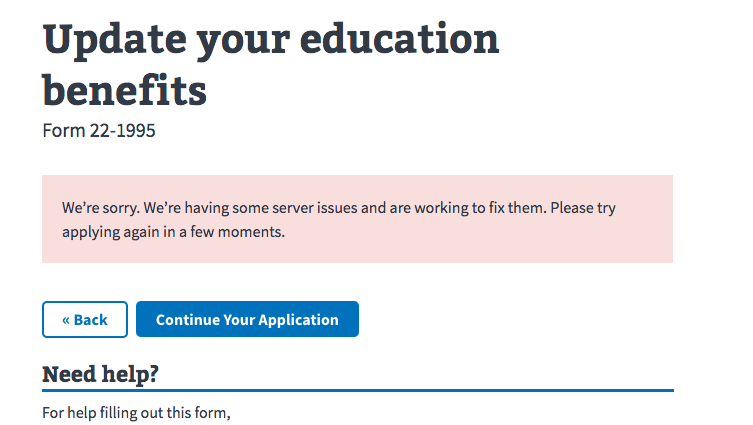 Update your education
benefits
Form 22-1995
We’re sorry. We’re having some server issues and are working to fix them. Please try
applying again in a few moments.
« Back
Continue Your Application
Need help?
For help filling out this form,